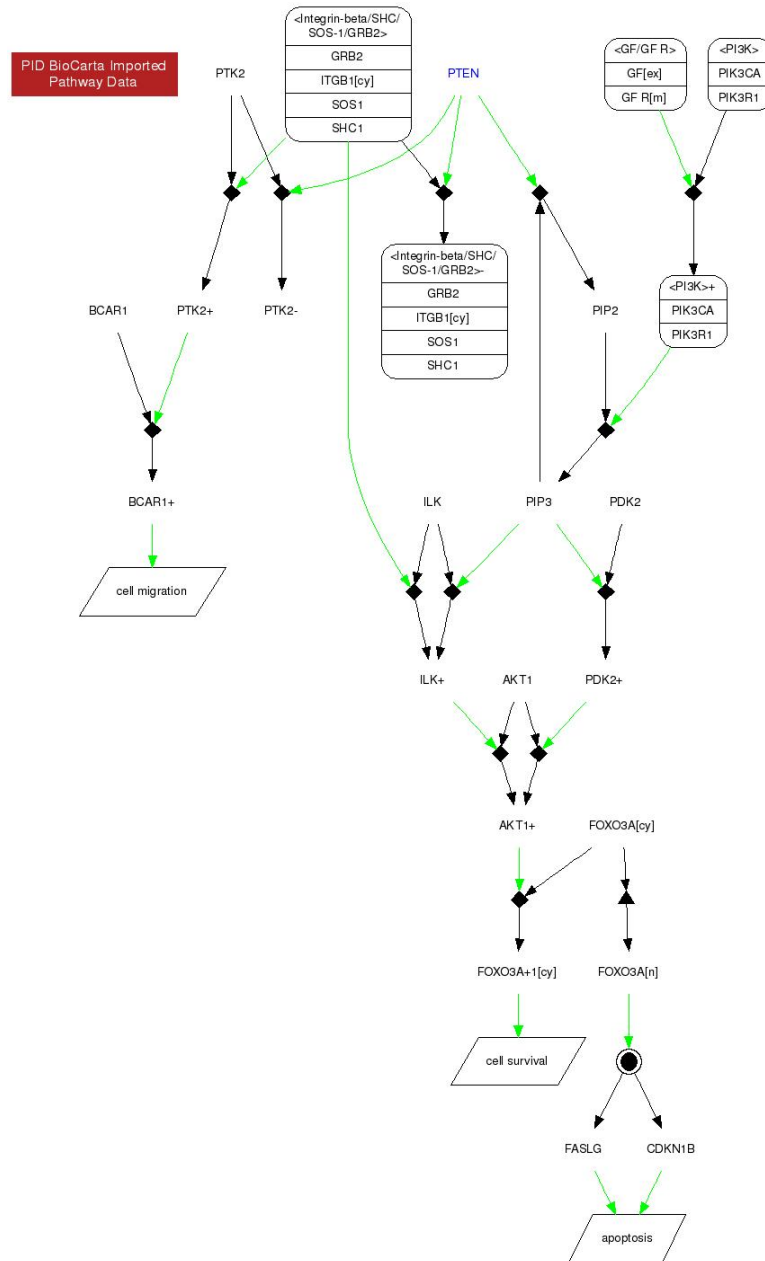 PID BioCarta Imported
Pathway Data
PTK2
<Integrin-beta/SHC/
SOS-1/GRB2>
GRB2
ITGB1[cy]
SOS1
SHC1
PTEN
<GF/GF R>
GF[ex]
GF R[m]
<PI3K>
PIK3CA
PIK3R1
BCAR1
PTK2+
PTK2-
<Integrin-beta/SHC/
SOS-1/GRB2>-
GRB2
ITGB1[cy]
SOS1
SHC1
PIP2
<PI3K>+
PIK3CA
PIK3R1
BCAR1+
ILK
PIP3
PDK2
cell migration
ILK+
AKT1
PDK2+
AKT1+
FOXO3A[cy]
FOXO3A+1[cy]
FOXO3A[n]
cell survival
FASLG
CDKN1B
apoptosis